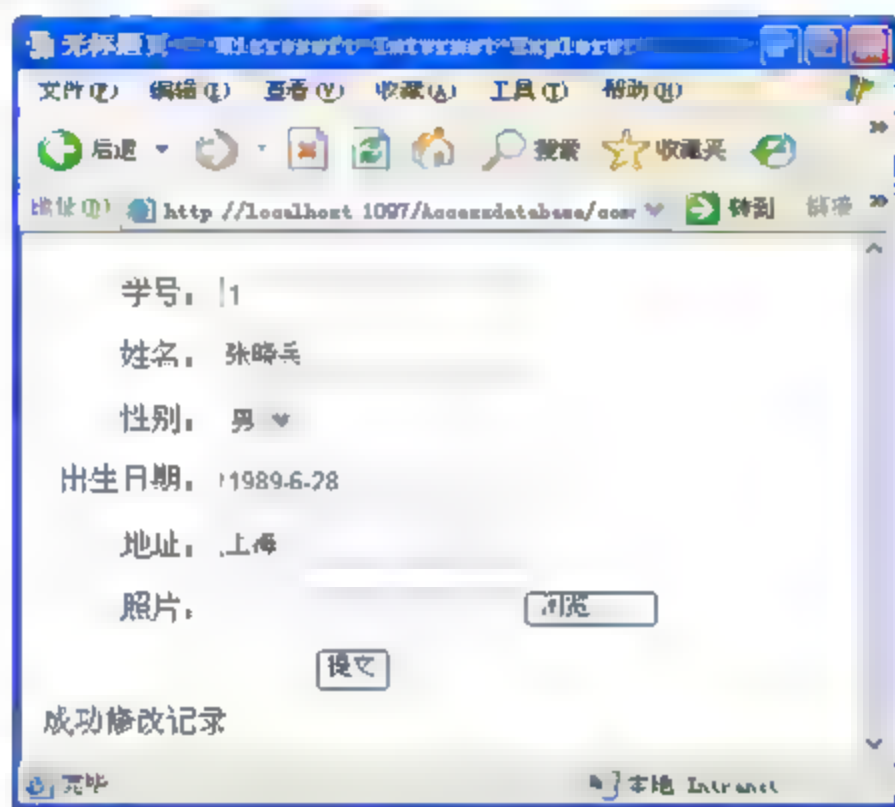 无标题页 - Microsoft Internet Explorer
文件(F) 编辑(E) 查看(V) 收藏(A) 工具(T) 帮助(H)
后退 搜索 收藏夹
地址(D) http://localhost:1097/Accessdatabase/com 转到 链接
学号： 1
姓名： 张晓兵
性别： 男
出生日期： 1989-6-28
地址： 上海
照片： 浏览
提交
成功修改记录
完毕 本地 Intranet